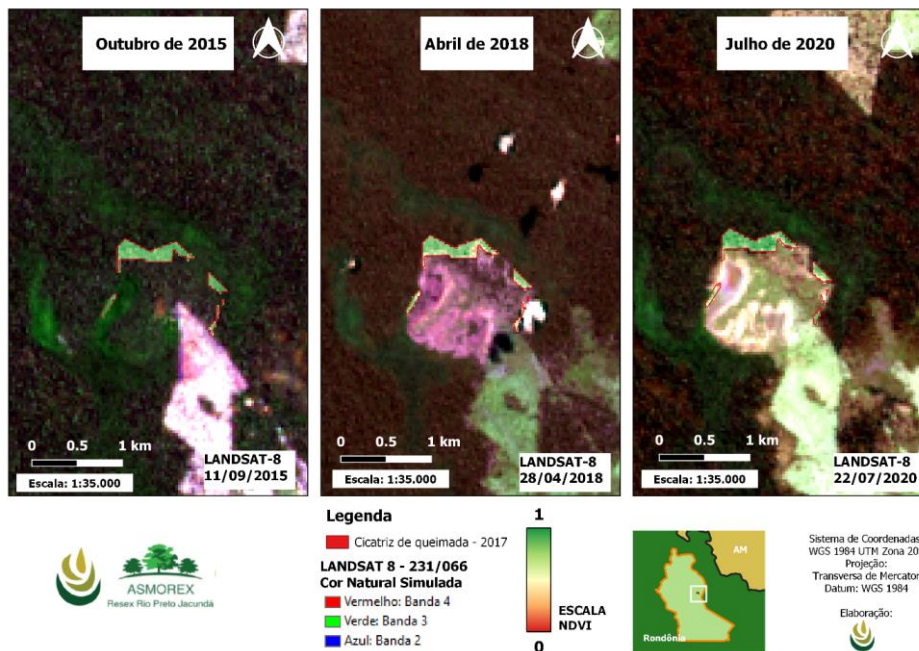 Outubro de 2015
0 0.5 1 km
Escala: 1:35.000
LANDSAT-8
11/09/2015
Abril de 2018
0 0.5 1 km
Escala: 1:35.000
LANDSAT-8
28/04/2018
Julho de 2020
0 0.5 1 km
Escala: 1:35.000
LANDSAT-8
22/07/2020
ASMOREX
Resex Rio Preto Jacundá
Legenda
Cicatriz de queimada - 2017
LANDSAT 8 - 231/066
Cor Natural Simulada
Vermelho: Banda 4
Verde: Banda 3
Azul: Banda 2
1
ESCALA
NDVI
0
AM
Rondônia
Sistema de Coordenadas
WGS 1984 UTM Zona 20
Projeção:
Transversa de Mercator
Datum: WGS 1984
Elaboração: